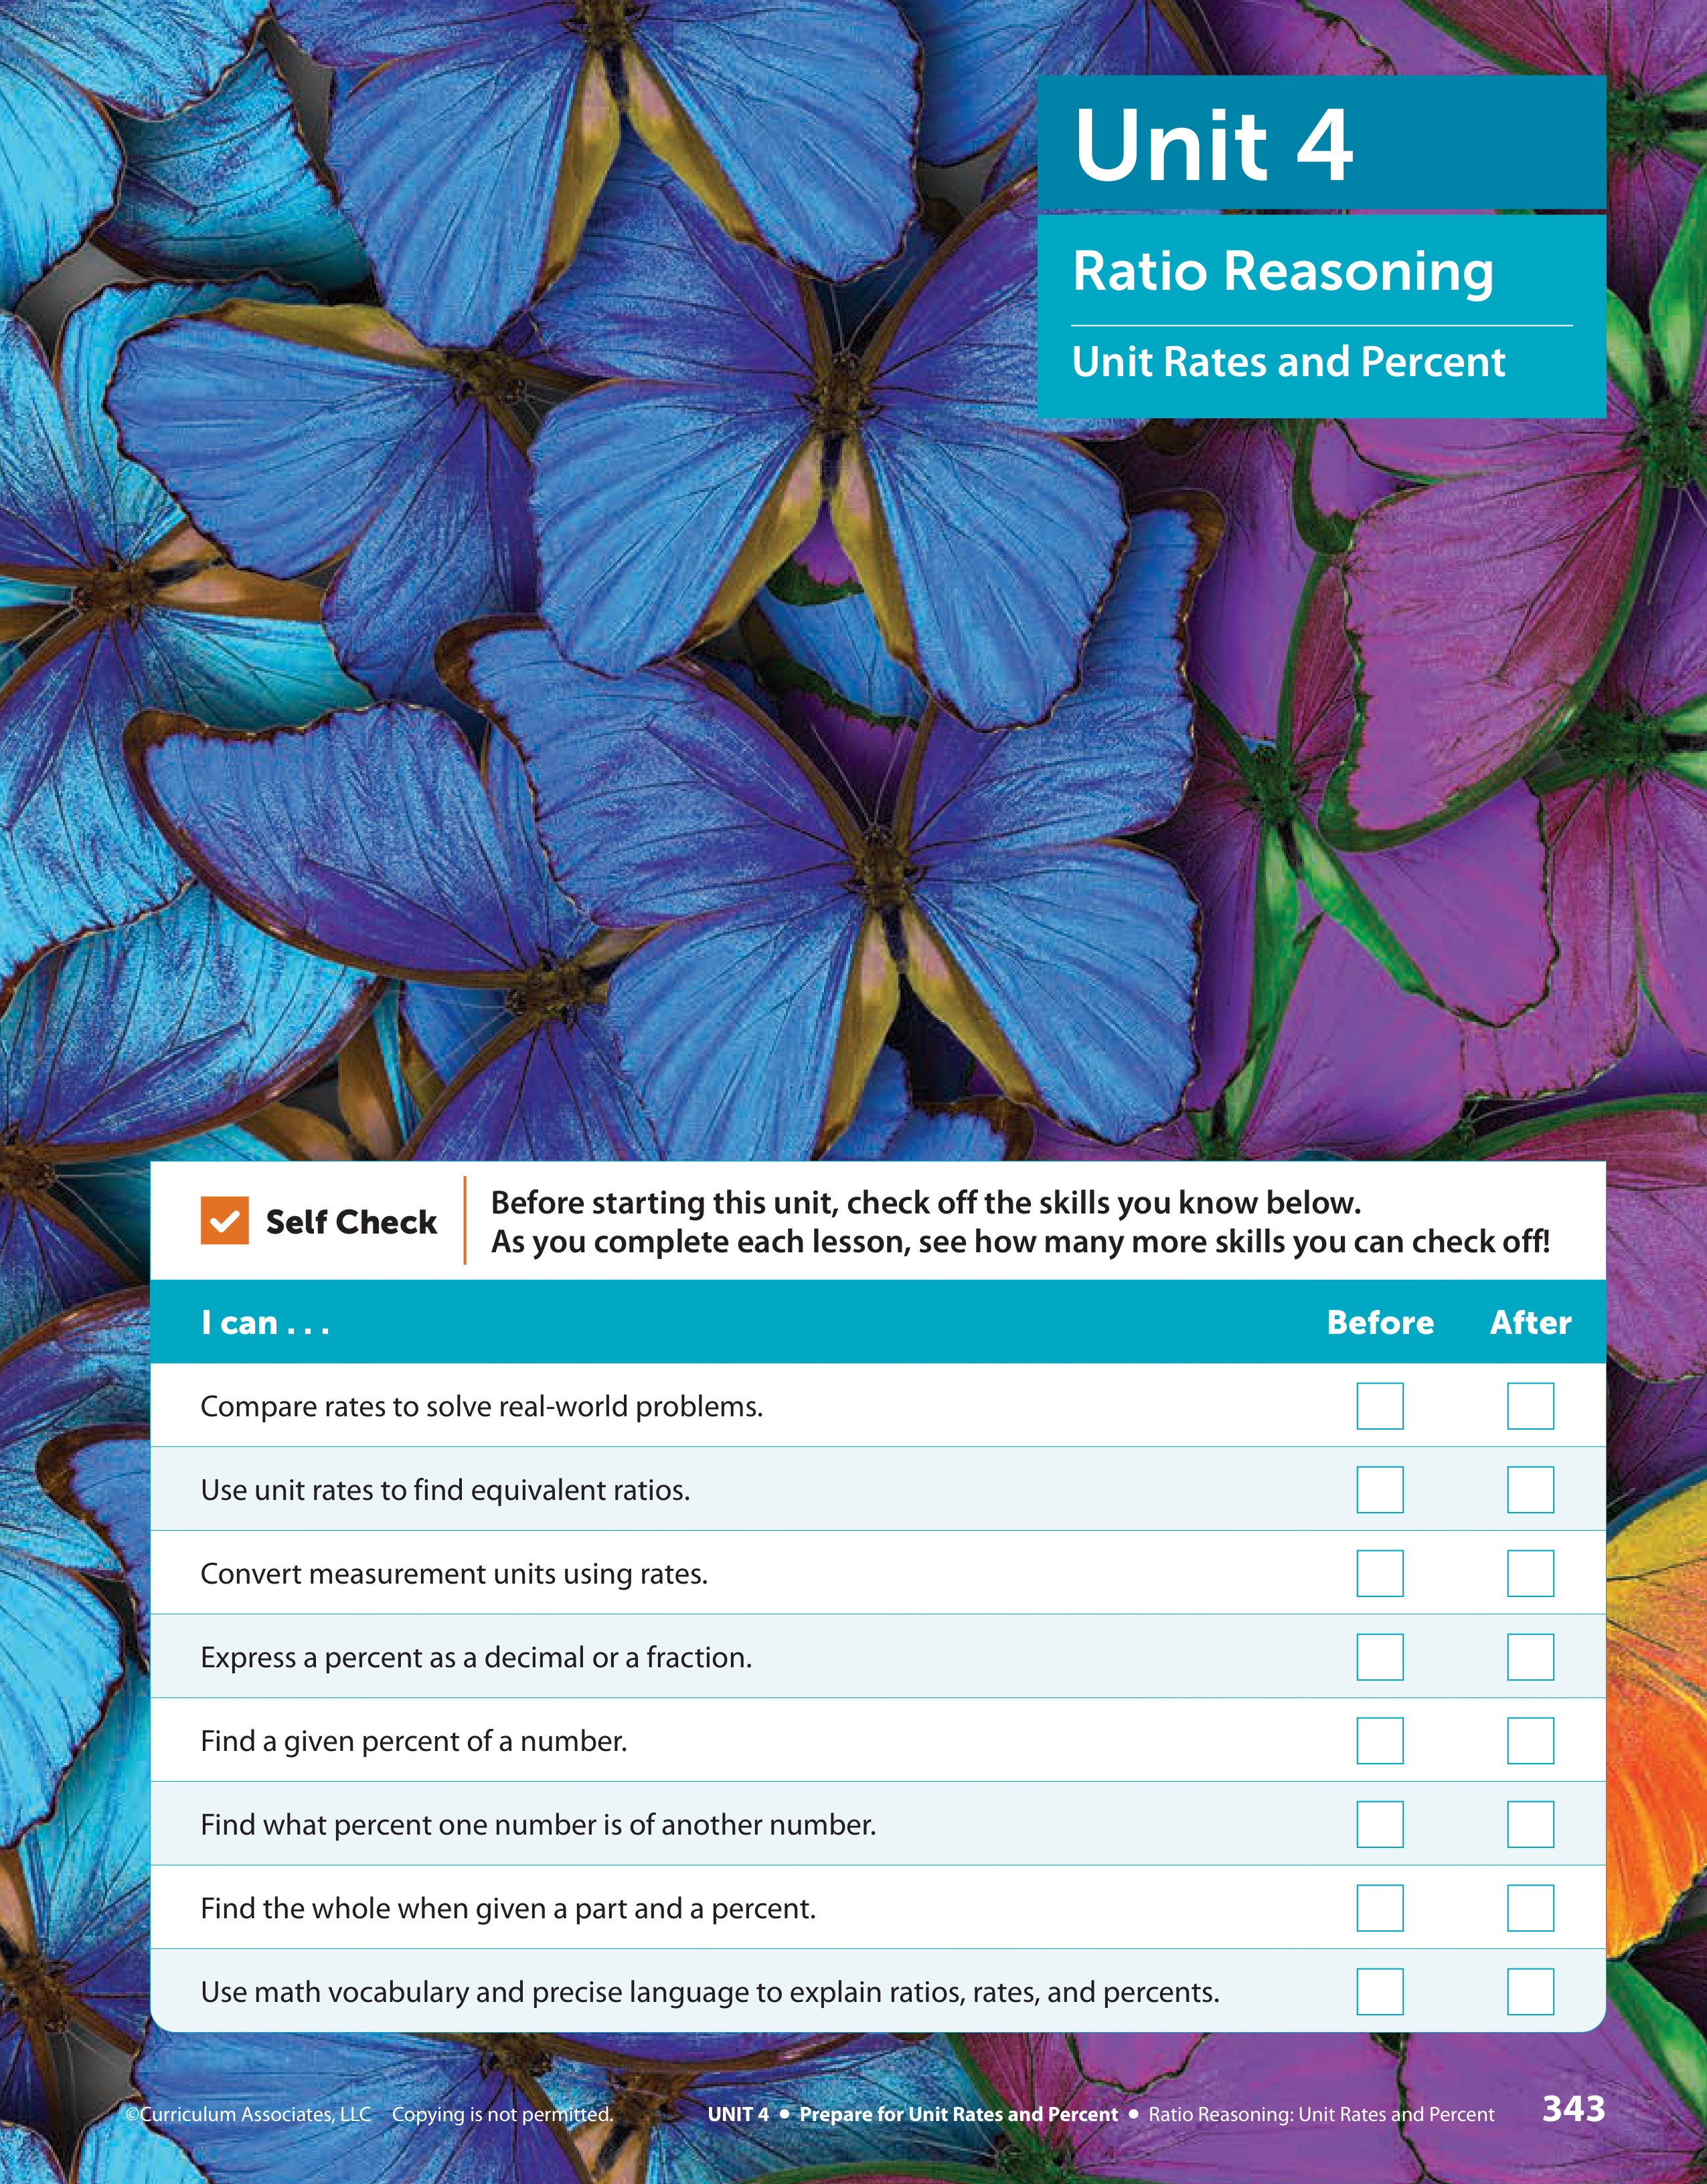 Unit 4
Ratio Reasoning
Unit Rates and Percent
Self Check
Before starting this unit, check off the skills you know below.
As you complete each lesson, see how many more skills you can check off!
I can . . . Before After
Compare rates to solve real-world problems.
Use unit rates to find equivalent ratios.
Convert measurement units using rates.
Express a percent as a decimal or a fraction.
Find a given percent of a number.
Find what percent one number is of another number.
Find the whole when given a part and a percent.
Use math vocabulary and precise language to explain ratios, rates, and percents.
©Curriculum Associates, LLC Copying is not permitted. UNIT 4 • Prepare for Unit Rates and Percent • Ratio Reasoning: Unit Rates and Percent 343